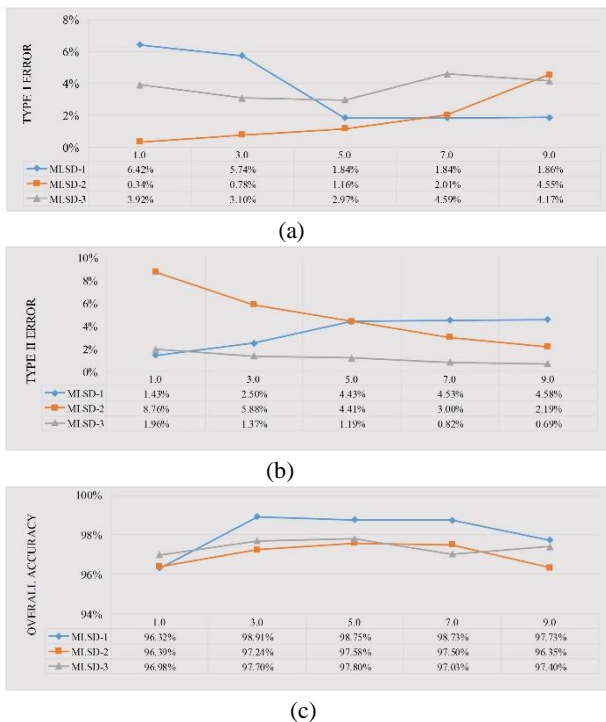 8%
6%
4%
2%
0%
TYPE I ERROR
1.0 3.0 5.0 7.0 9.0
MLSD-1 6.42% 5.74% 1.84% 1.84% 1.86%
MLSD-2 0.34% 0.78% 1.16% 2.01% 4.55%
MLSD-3 3.92% 3.10% 2.97% 4.59% 4.17%
(a)
10%
8%
6%
4%
2%
0%
TYPE II ERROR
1.0 3.0 5.0 7.0 9.0
MLSD-1 1.43% 2.50% 4.43% 4.53% 4.58%
MLSD-2 8.76% 5.88% 4.41% 3.00% 2.19%
MLSD-3 1.96% 1.37% 1.19% 0.82% 0.69%
(b)
100%
98%
96%
94%
OVERALL ACCURACY
1.0 3.0 5.0 7.0 9.0
MLSD-1 96.32% 98.91% 98.75% 98.73% 97.73%
MLSD-2 96.39% 97.24% 97.58% 97.50% 96.35%
MLSD-3 96.98% 97.70% 97.80% 97.03% 97.40%
(c)